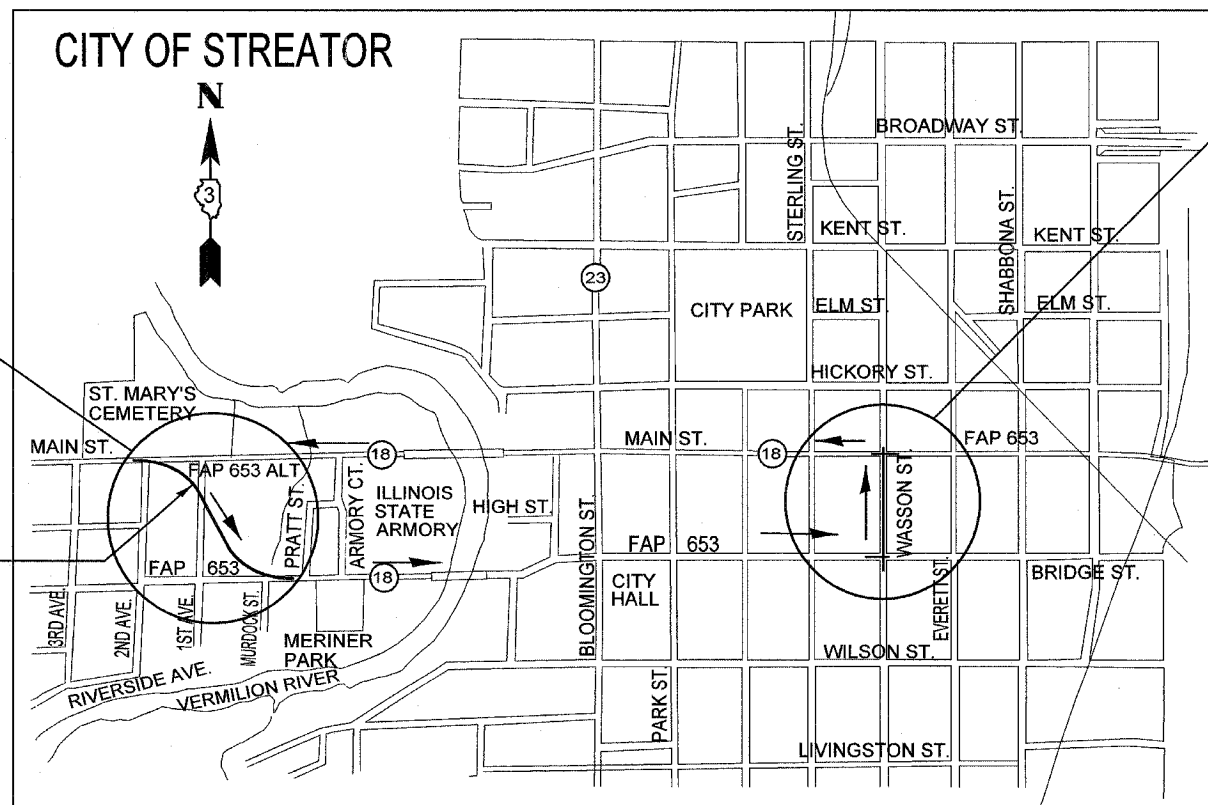 CITY OF STREATOR
N
3
BROADWAY ST.
STERLING ST.
KENT ST.
SHABBONA ST.
KENT ST.
23
CITY PARK
ELM ST.
ELM ST.
HICKORY ST.
ST. MARY'S
CEMETERY
MAIN ST.
18
MAIN ST.
18
FAP 653
FAP 653 ALT
PRATT ST.
ARMORY CT.
ILLINOIS
STATE
ARMORY
HIGH ST.
BLOOMINGTON ST.
WASSON ST.
FAP 653
FAP 653
18
CITY
HALL
EVERETT ST.
BRIDGE ST.
3RD AVE.
2ND AVE.
1ST AVE.
MURDOCK ST.
MERINER
PARK
WILSON ST.
RIVERSIDE AVE.
VERMILION RIVER
PARK ST.
LIVINGSTON ST.